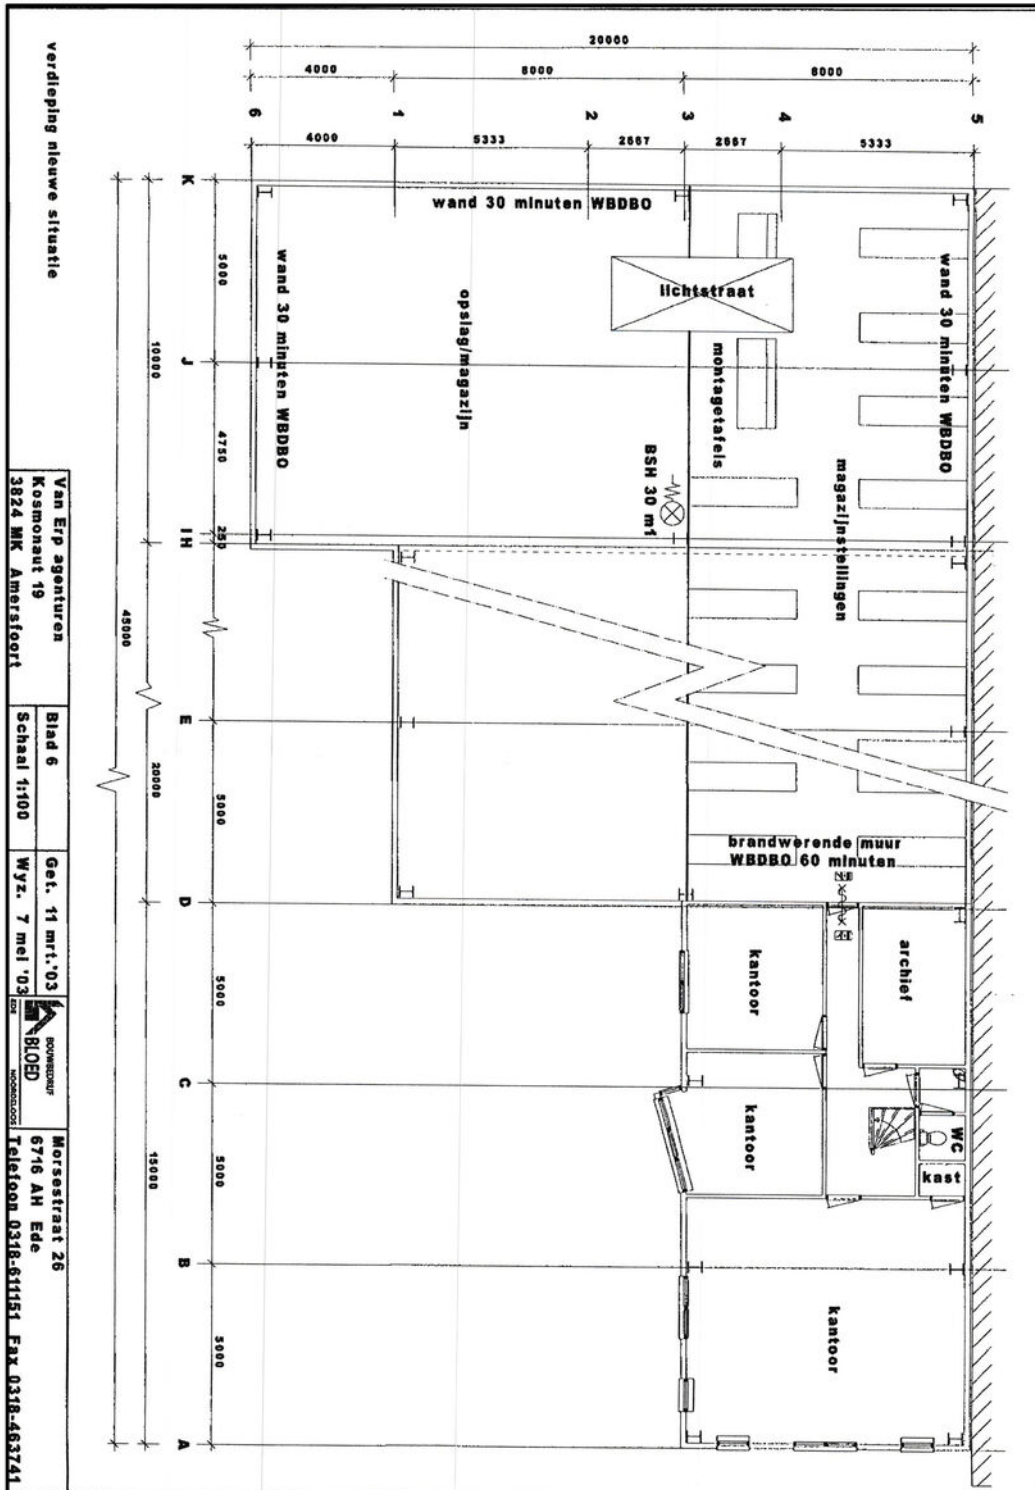 20000
4000
8000
8000
6
1
2
3
4
5
4000
5333
2667
2667
5333
verdieping nieuwe situatie
K
J
I
H
E
D
C
B
A
5000
4750
250
5000
5000
5000
5000
10000
20000
15000
45000
wand 30 minuten WBDBO
wand 30 minuten WBDBO
wand 30 minuten WBDBO
opslag/magazijn
lichtstraat
montagetafels
BSH 30 m1
magazijnstellingen
brandwerende muur
WBDBO 60 minuten
kantoor
archief
kantoor
WC
kast
kantoor
Van Erp agenturen
Kosmonaut 19
3824 MK Amersfoort
Blad 6
Schaal 1:100
Get. 11 mrt.'03
Wyz. 7 mei '03
BOUWBEDRIJF
BLOED
EDE NOORDELOOS
Morsestraat 26
6716 AH Ede
Telefoon 0318-611151 Fax 0318-463741